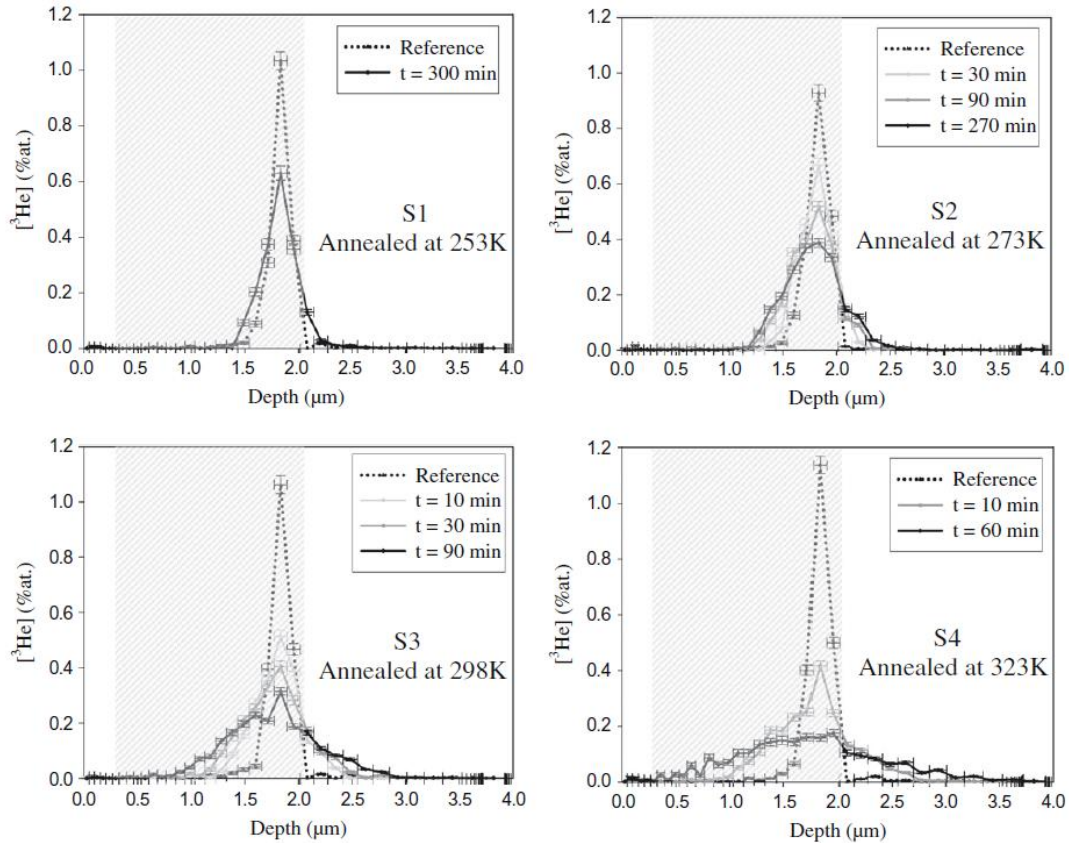 1.2
1.0
0.8
0.6
0.4
0.2
0.0
[³He] (%at.)
Reference
t = 300 min
S1
Annealed at 253K
0.0 0.5 1.0 1.5 2.0 2.5 3.0 3.5 4.0
Depth (μm)
1.2
1.0
0.8
0.6
0.4
0.2
0.0
[³He] (%at.)
Reference
t = 30 min
t = 90 min
t = 270 min
S2
Annealed at 273K
0.0 0.5 1.0 1.5 2.0 2.5 3.0 3.5 4.0
Depth (μm)
1.2
1.0
0.8
0.6
0.4
0.2
0.0
[³He] (%at.)
Reference
t = 10 min
t = 30 min
t = 90 min
S3
Annealed at 298K
0.0 0.5 1.0 1.5 2.0 2.5 3.0 3.5 4.0
Depth (μm)
1.2
1.0
0.8
0.6
0.4
0.2
0.0
[³He] (%at.)
Reference
t = 10 min
t = 60 min
S4
Annealed at 323K
0.0 0.5 1.0 1.5 2.0 2.5 3.0 3.5 4.0
Depth (μm)